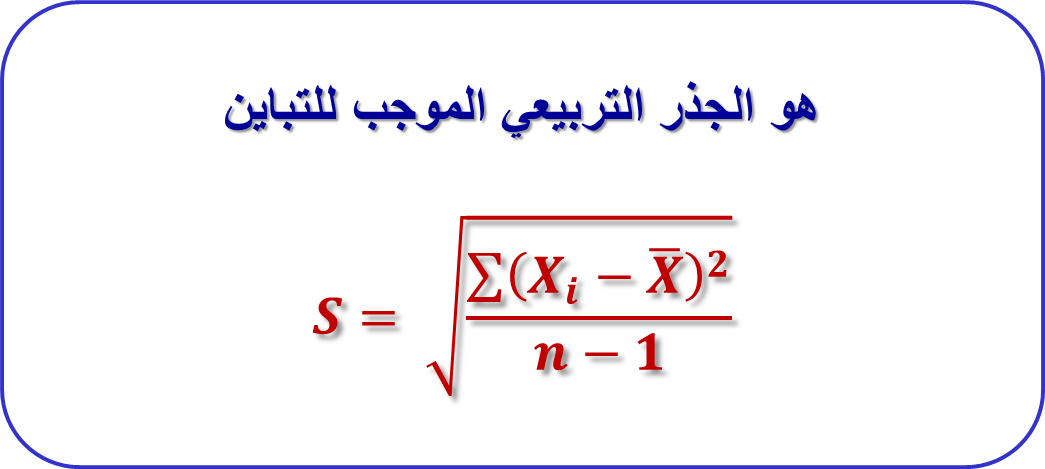 هو الجذر التربيعي الموجب للتباين
S = √(∑(Xᵢ − X̄)² / (n − 1))